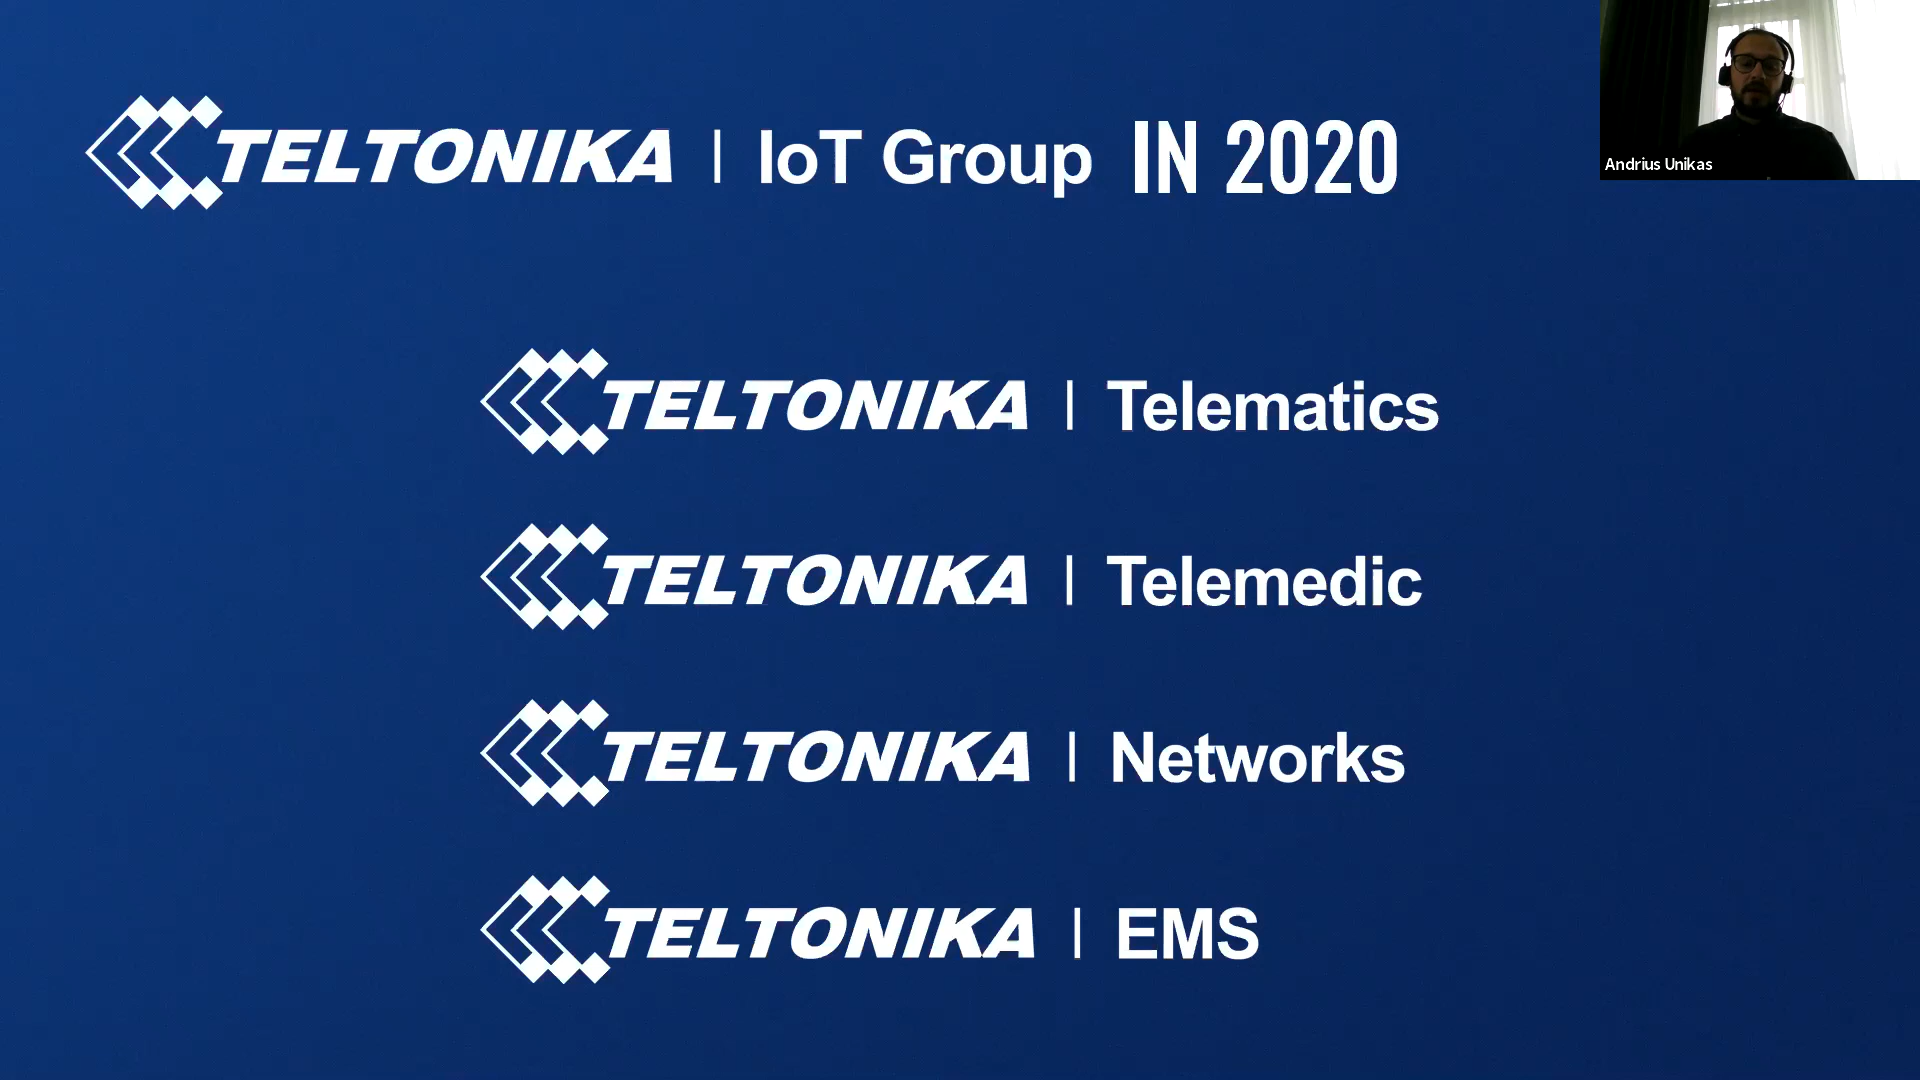 TELTONIKA | IoT Group IN 2020
Andrius Unikas
TELTONIKA | Telematics
TELTONIKA | Telemedic
TELTONIKA | Networks
TELTONIKA | EMS